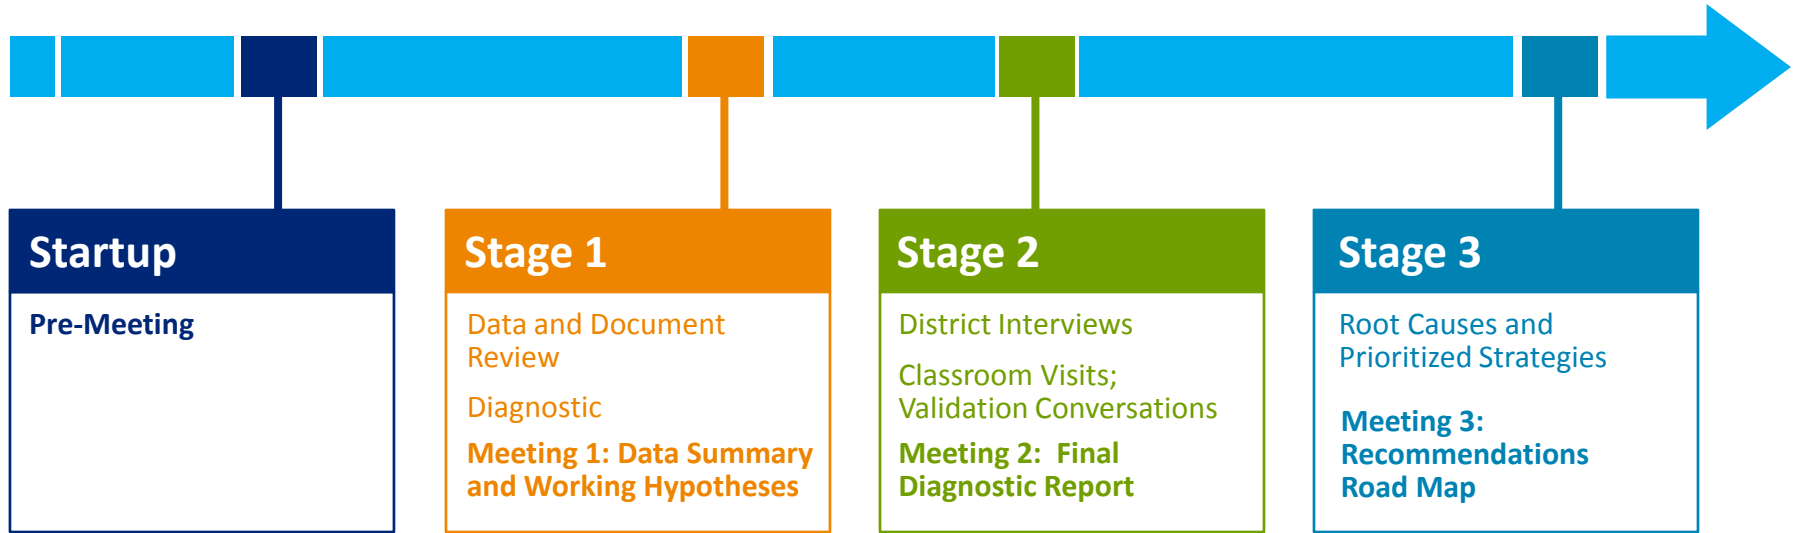 Startup
Pre-Meeting
Stage 1
Data and Document
Review
Diagnostic
Meeting 1: Data Summary
and Working Hypotheses
Stage 2
District Interviews
Classroom Visits;
Validation Conversations
Meeting 2:  Final
Diagnostic Report
Stage 3
Root Causes and
Prioritized Strategies
Meeting 3:
Recommendations
Road Map